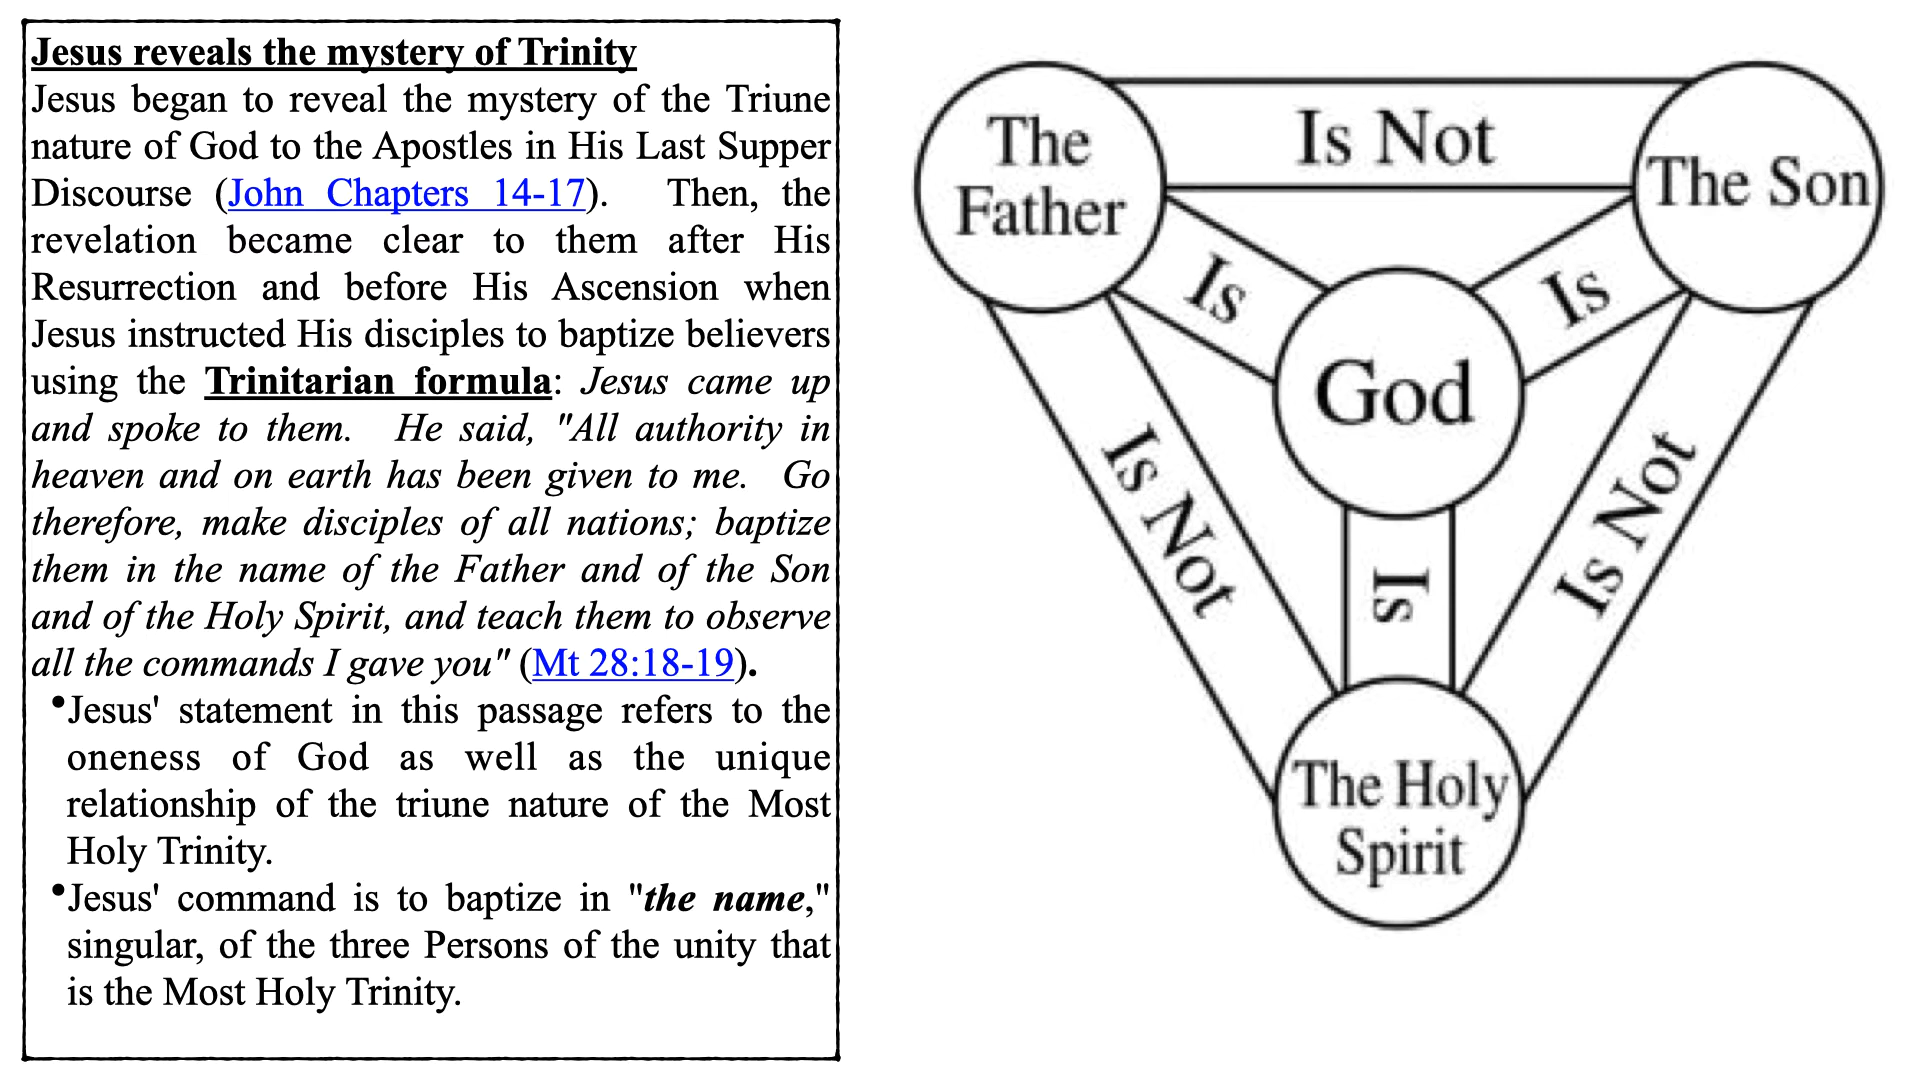 Jesus reveals the mystery of Trinity
Jesus began to reveal the mystery of the Triune
nature of God to the Apostles in His Last Supper
Discourse (John Chapters 14-17). Then, the
revelation became clear to them after His
Resurrection and before His Ascension when
Jesus instructed His disciples to baptize believers
using the Trinitarian formula: Jesus came up
and spoke to them. He said, "All authority in
heaven and on earth has been given to me. Go
therefore, make disciples of all nations; baptize
them in the name of the Father and of the Son
and of the Holy Spirit, and teach them to observe
all the commands I gave you" (Mt 28:18-19).
•Jesus' statement in this passage refers to the
oneness of God as well as the unique
relationship of the triune nature of the Most
Holy Trinity.
•Jesus' command is to baptize in "the name,"
singular, of the three Persons of the unity that
is the Most Holy Trinity.
The
Father
Is Not
The Son
Is
Is
God
Is Not
Is
Is Not
The Holy
Spirit